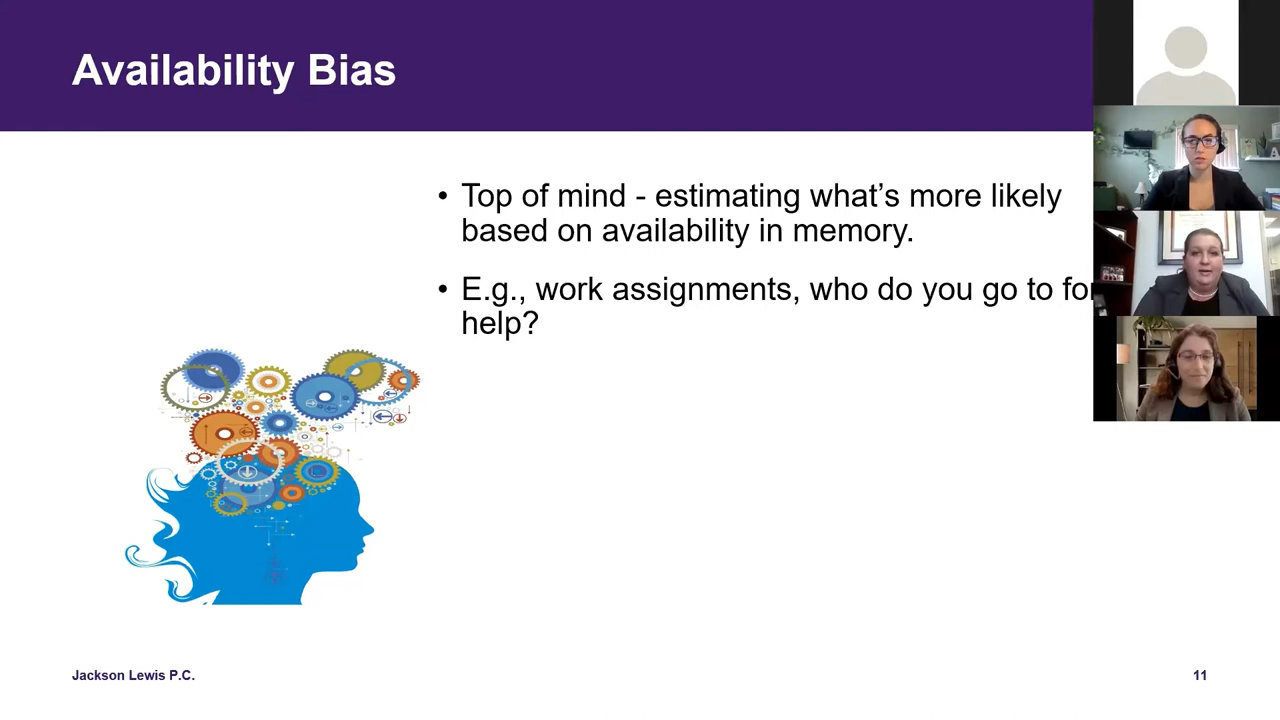 Availability Bias
• Top of mind - estimating what’s more likely
based on availability in memory.
• E.g., work assignments, who do you go to for
help?
Jackson Lewis P.C.
11